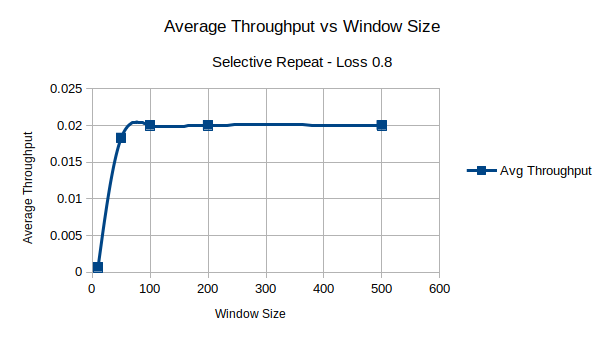 Average Throughput vs Window Size
Selective Repeat - Loss 0.8
0.025
0.02
0.015
0.01
0.005
0
0 100 200 300 400 500 600
Average Throughput
Window Size
Avg Throughput